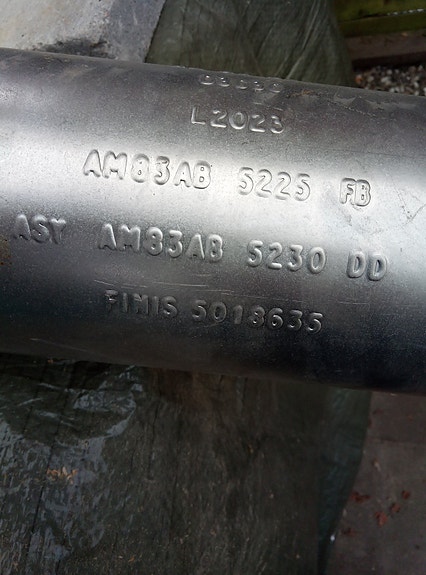 L2023
AM83AB 5225 FB
ASY AM83AB 5230 DD
FINIS 5018635